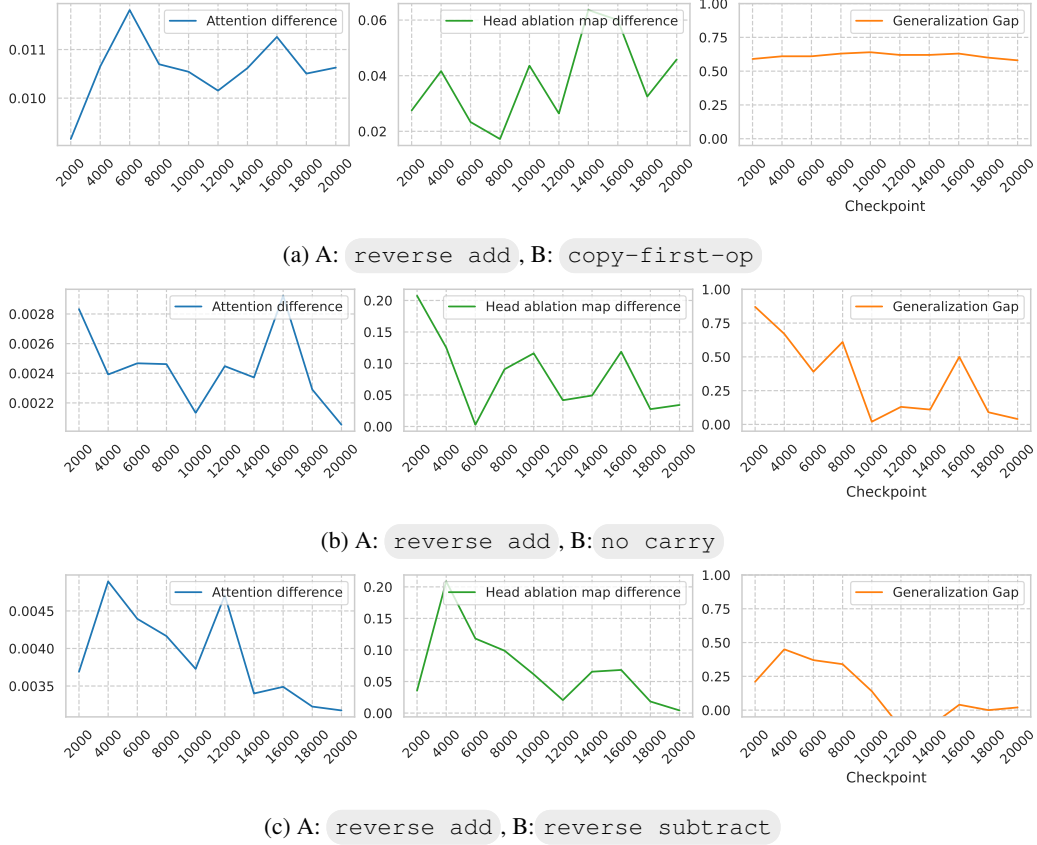 Attention difference
0.011
0.010
2000 4000 6000 8000 10000 12000 14000 16000 18000 20000
Head ablation map difference
0.06
0.04
0.02
2000 4000 6000 8000 10000 12000 14000 16000 18000 20000
Generalization Gap
1.00
0.75
0.50
0.25
0.00
2000 4000 6000 8000 10000 12000 14000 16000 18000 20000
Checkpoint
(a) A: reverse add, B: copy-first-op
Attention difference
0.0028
0.0026
0.0024
0.0022
2000 4000 6000 8000 10000 12000 14000 16000 18000 20000
Head ablation map difference
0.20
0.15
0.10
0.05
0.00
2000 4000 6000 8000 10000 12000 14000 16000 18000 20000
Generalization Gap
1.00
0.75
0.50
0.25
0.00
2000 4000 6000 8000 10000 12000 14000 16000 18000 20000
Checkpoint
(b) A: reverse add, B: no carry
Attention difference
0.0045
0.0040
0.0035
2000 4000 6000 8000 10000 12000 14000 16000 18000 20000
Head ablation map difference
0.20
0.15
0.10
0.05
0.00
2000 4000 6000 8000 10000 12000 14000 16000 18000 20000
Generalization Gap
1.00
0.75
0.50
0.25
0.00
2000 4000 6000 8000 10000 12000 14000 16000 18000 20000
Checkpoint
(c) A: reverse add, B: reverse subtract